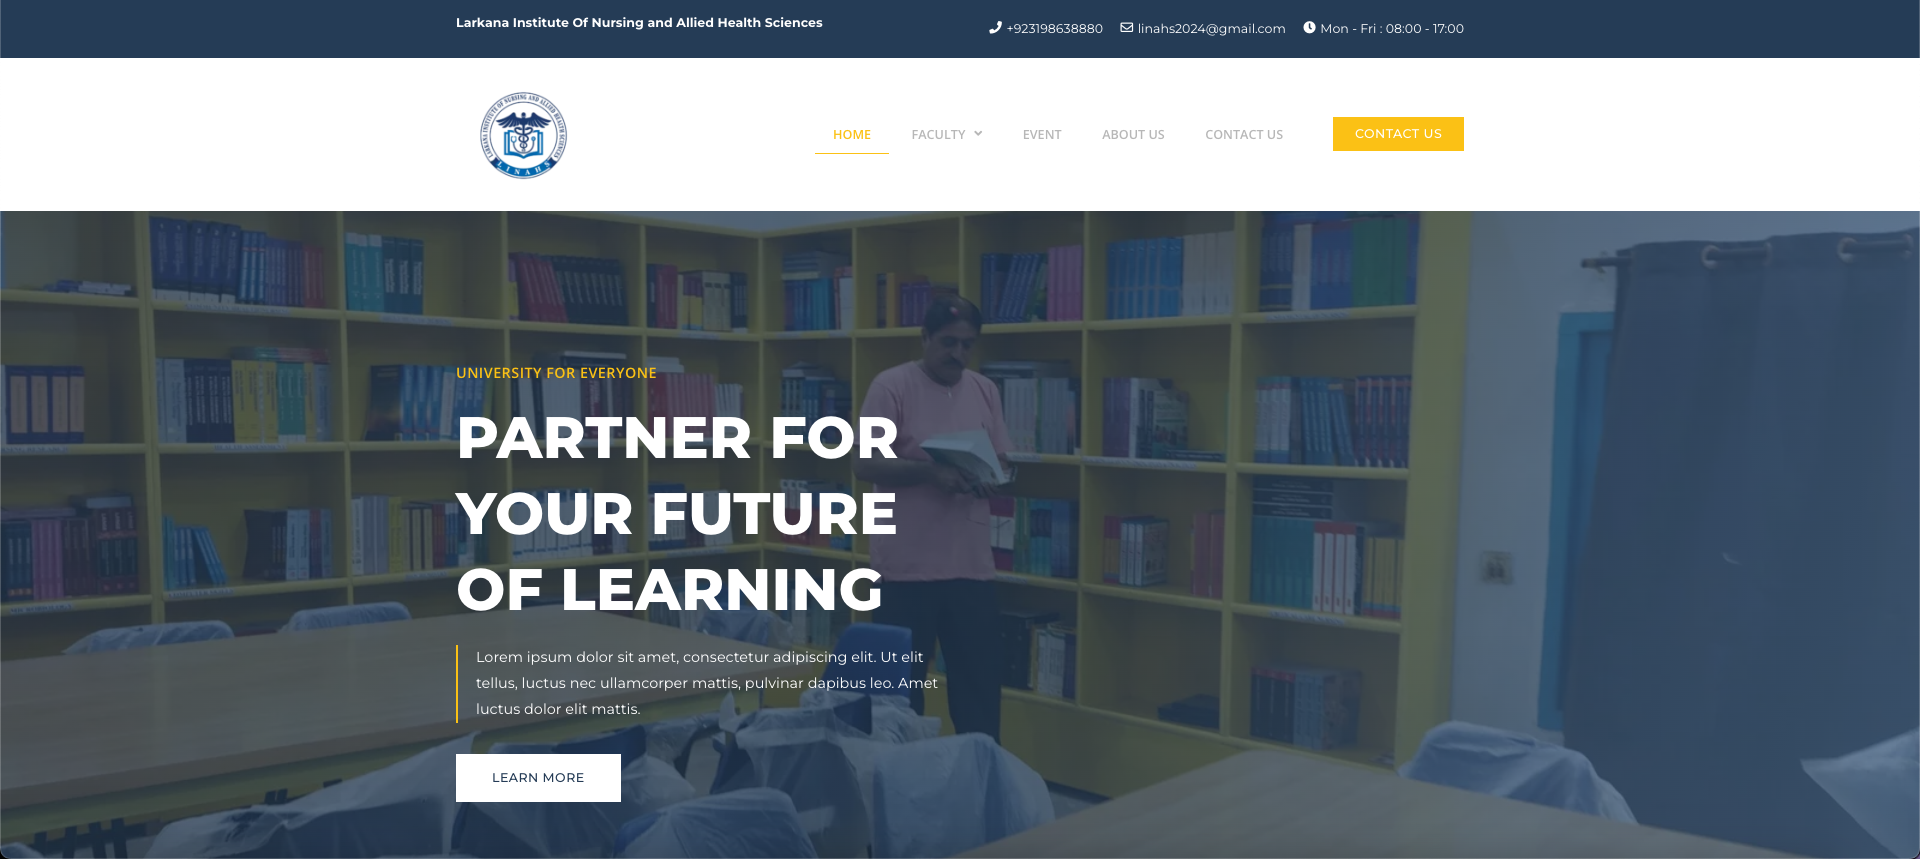 Larkana Institute Of Nursing and Allied Health Sciences
+923198638880 linahs2024@gmail.com Mon - Fri : 08:00 - 17:00
LARKANA INSTITUTE OF NURSING AND ALLIED HEALTH SCIENCES
LINAHS
HOME FACULTY EVENT ABOUT US CONTACT US CONTACT US
UNIVERSITY FOR EVERYONE
PARTNER FOR
YOUR FUTURE
OF LEARNING
Lorem ipsum dolor sit amet, consectetur adipiscing elit. Ut elit
tellus, luctus nec ullamcorper mattis, pulvinar dapibus leo. Amet
luctus dolor elit mattis.
LEARN MORE